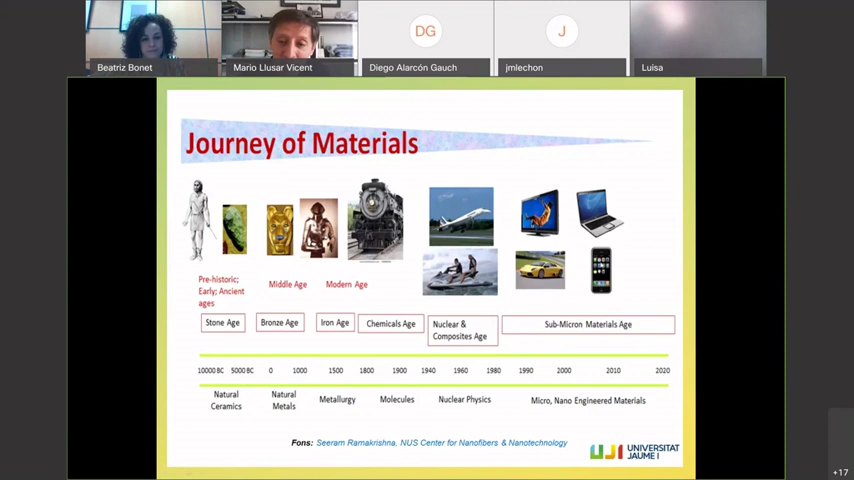 DG
J
Beatriz Bonet
Mario Llusar Vicent
Diego Alarcón Gauch
jmlechon
Luisa
Journey of Materials
Pre-historic;
Early; Ancient
ages
Middle Age
Modern Age
Stone Age
Bronze Age
Iron Age
Chemicals Age
Nuclear &
Composites Age
Sub-Micron Materials Age
10000 BC 5000 BC 0 1000 1500 1800 1900 1940 1960 1980 1990 2000 2010 2020
Natural
Ceramics
Natural
Metals
Metallurgy
Molecules
Nuclear Physics
Micro, Nano Engineered Materials
Fons: Seeram Ramakrishna, NUS Center for Nanofibers & Nanotechnology
UJI UNIVERSITAT
JAUME I
+17